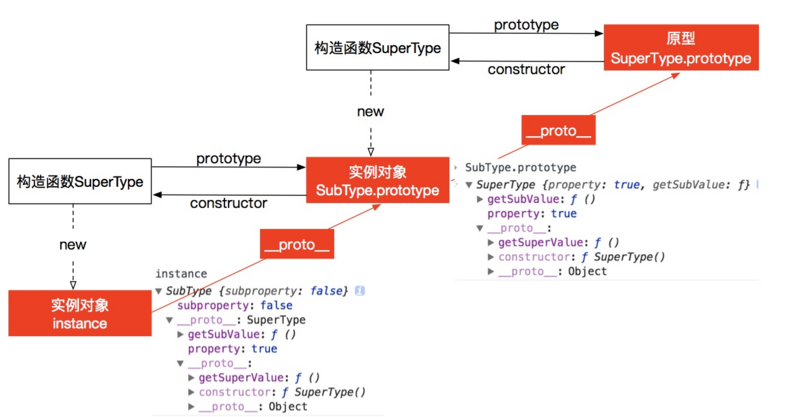 构造函数SuperType
prototype
constructor
原型
SuperType.prototype
new
__proto__
构造函数SuperType
prototype
constructor
实例对象
SubType.prototype
new
__proto__
实例对象
instance
SubType.prototype
▼ SuperType {property: true, getSubValue: ƒ}
▶ getSubValue: ƒ ()
property: true
▼ __proto__:
▶ getSuperValue: ƒ ()
▶ constructor: ƒ SuperType()
▶ __proto__: Object
instance
▼ SubType {subproperty: false}
subproperty: false
▼ __proto__: SuperType
▶ getSubValue: ƒ ()
property: true
▼ __proto__:
▶ getSuperValue: ƒ ()
▶ constructor: ƒ SuperType()
▶ __proto__: Object